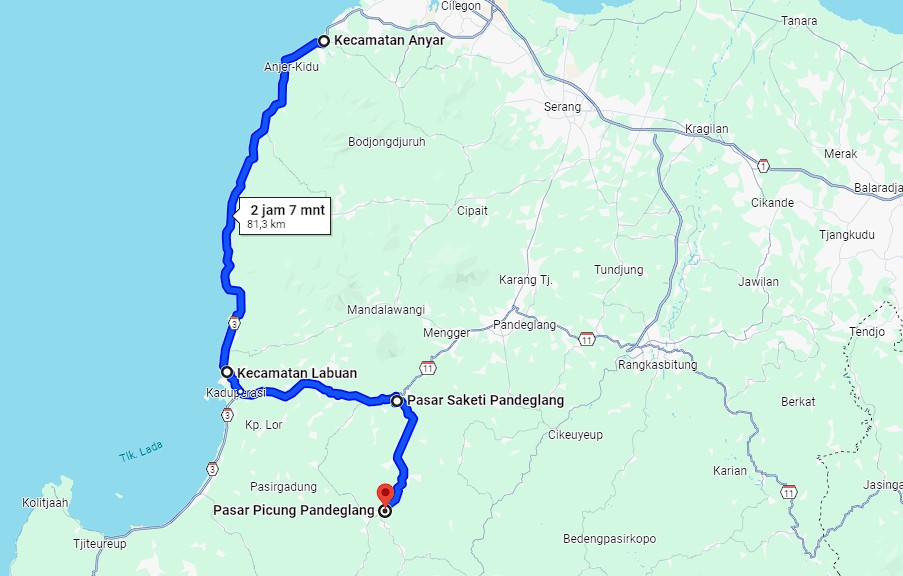 Cilegon
Tanara
Kecamatan Anyar
Anjer-Kidu
Serang
Kragilan
Bodjongdjuruh
Merak
1
Balaradja
Cikande
2 jam 7 mnt
81,3 km
Cipait
Tjangkudu
Karang Tj.
Tundjung
Jawilan
Mandalawangi
3
Mengger
Pandeglang
11
Tendjo
Rangkasbitung
11
Kecamatan Labuan
Kaduperasi
Pasar Saketi Pandeglang
Berkat
3
Kp. Lor
Cikeuyeup
Tlk. Lada
3
Karian
Pasirgadung
11
Jasinga
Kolitjaah
Pasar Picung Pandeglang
Tjiteureup
Bedengpasirkopo